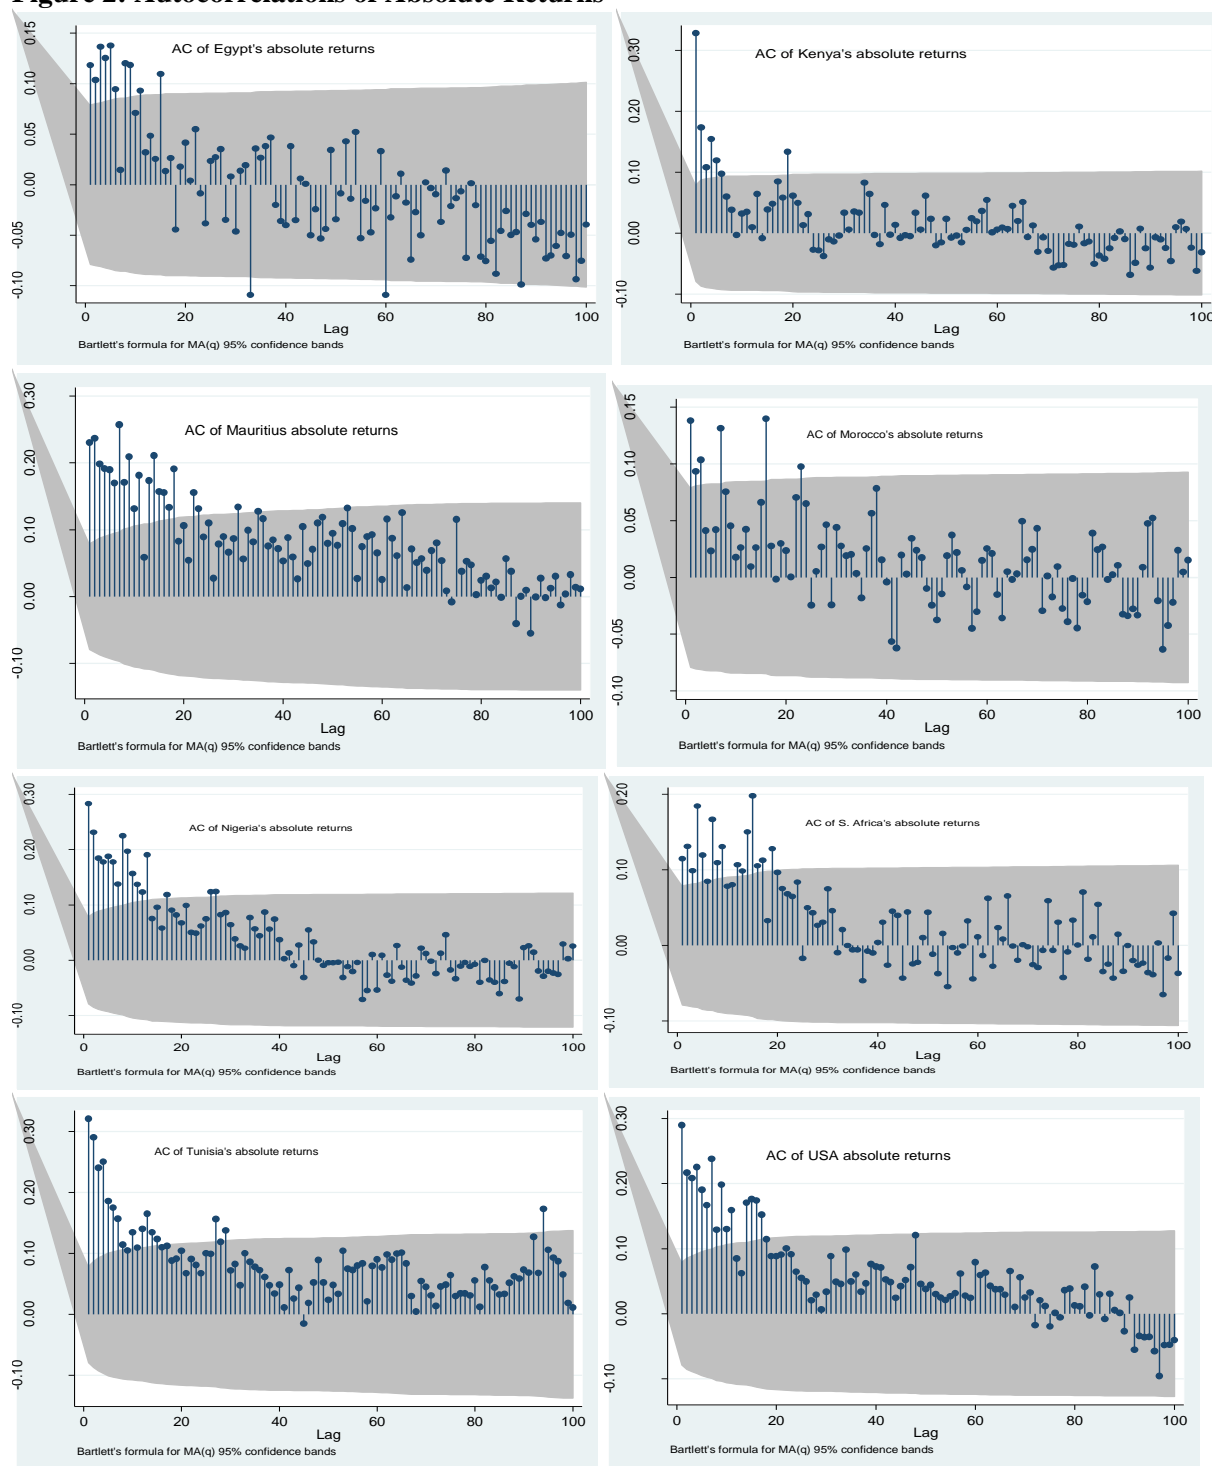 Figure 2: Autocorrelations of Absolute Returns
AC of Egypt's absolute returns
0.15
0.10
0.05
0.00
-0.05
-0.10
0 20 40 60 80 100
Lag
Bartlett's formula for MA(q) 95% confidence bands
AC of Kenya's absolute returns
0.30
0.20
0.10
0.00
-0.10
0 20 40 60 80 100
Lag
Bartlett's formula for MA(q) 95% confidence bands
AC of Mauritius absolute returns
0.30
0.20
0.10
0.00
-0.10
0 20 40 60 80 100
Lag
Bartlett's formula for MA(q) 95% confidence bands
AC of Morocco's absolute returns
0.15
0.10
0.05
0.00
-0.05
-0.10
0 20 40 60 80 100
Lag
Bartlett's formula for MA(q) 95% confidence bands
AC of Nigeria's absolute returns
0.30
0.20
0.10
0.00
-0.10
0 20 40 60 80 100
Lag
Bartlett's formula for MA(q) 95% confidence bands
AC of S. Africa's absolute returns
0.20
0.10
0.00
-0.10
0 20 40 60 80 100
Lag
Bartlett's formula for MA(q) 95% confidence bands
AC of Tunisia's absolute returns
0.30
0.20
0.10
0.00
-0.10
0 20 40 60 80 100
Lag
Bartlett's formula for MA(q) 95% confidence bands
AC of USA absolute returns
0.30
0.20
0.10
0.00
-0.10
0 20 40 60 80 100
Lag
Bartlett's formula for MA(q) 95% confidence bands